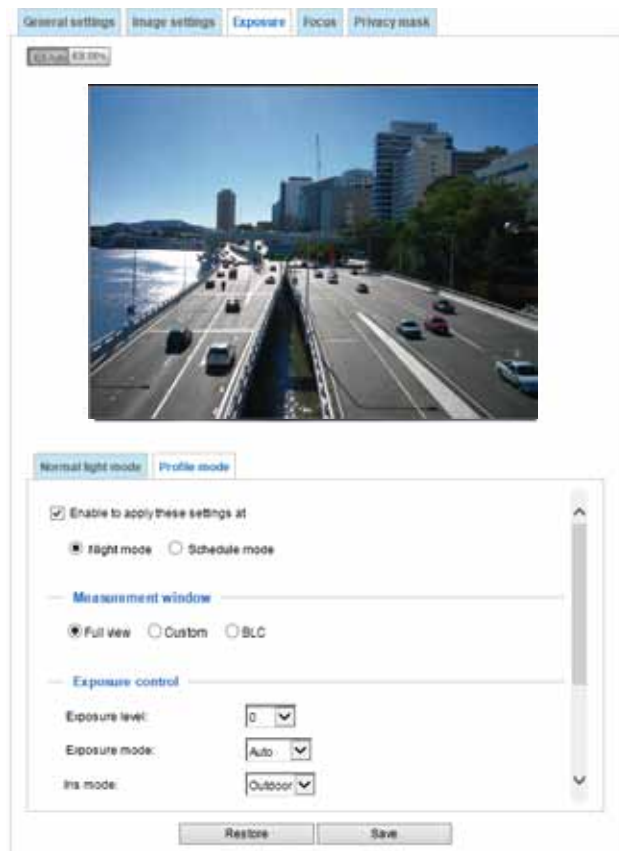 General settings Image settings Exposure Focus Privacy mask
Normal light mode Profile mode
Enable to apply these settings at
Night mode Schedule mode
Measurement window
Full view Custom BLC
Exposure control
Exposure level: 0
Exposure mode: Auto
Iris mode: Outdoor
Restore Save